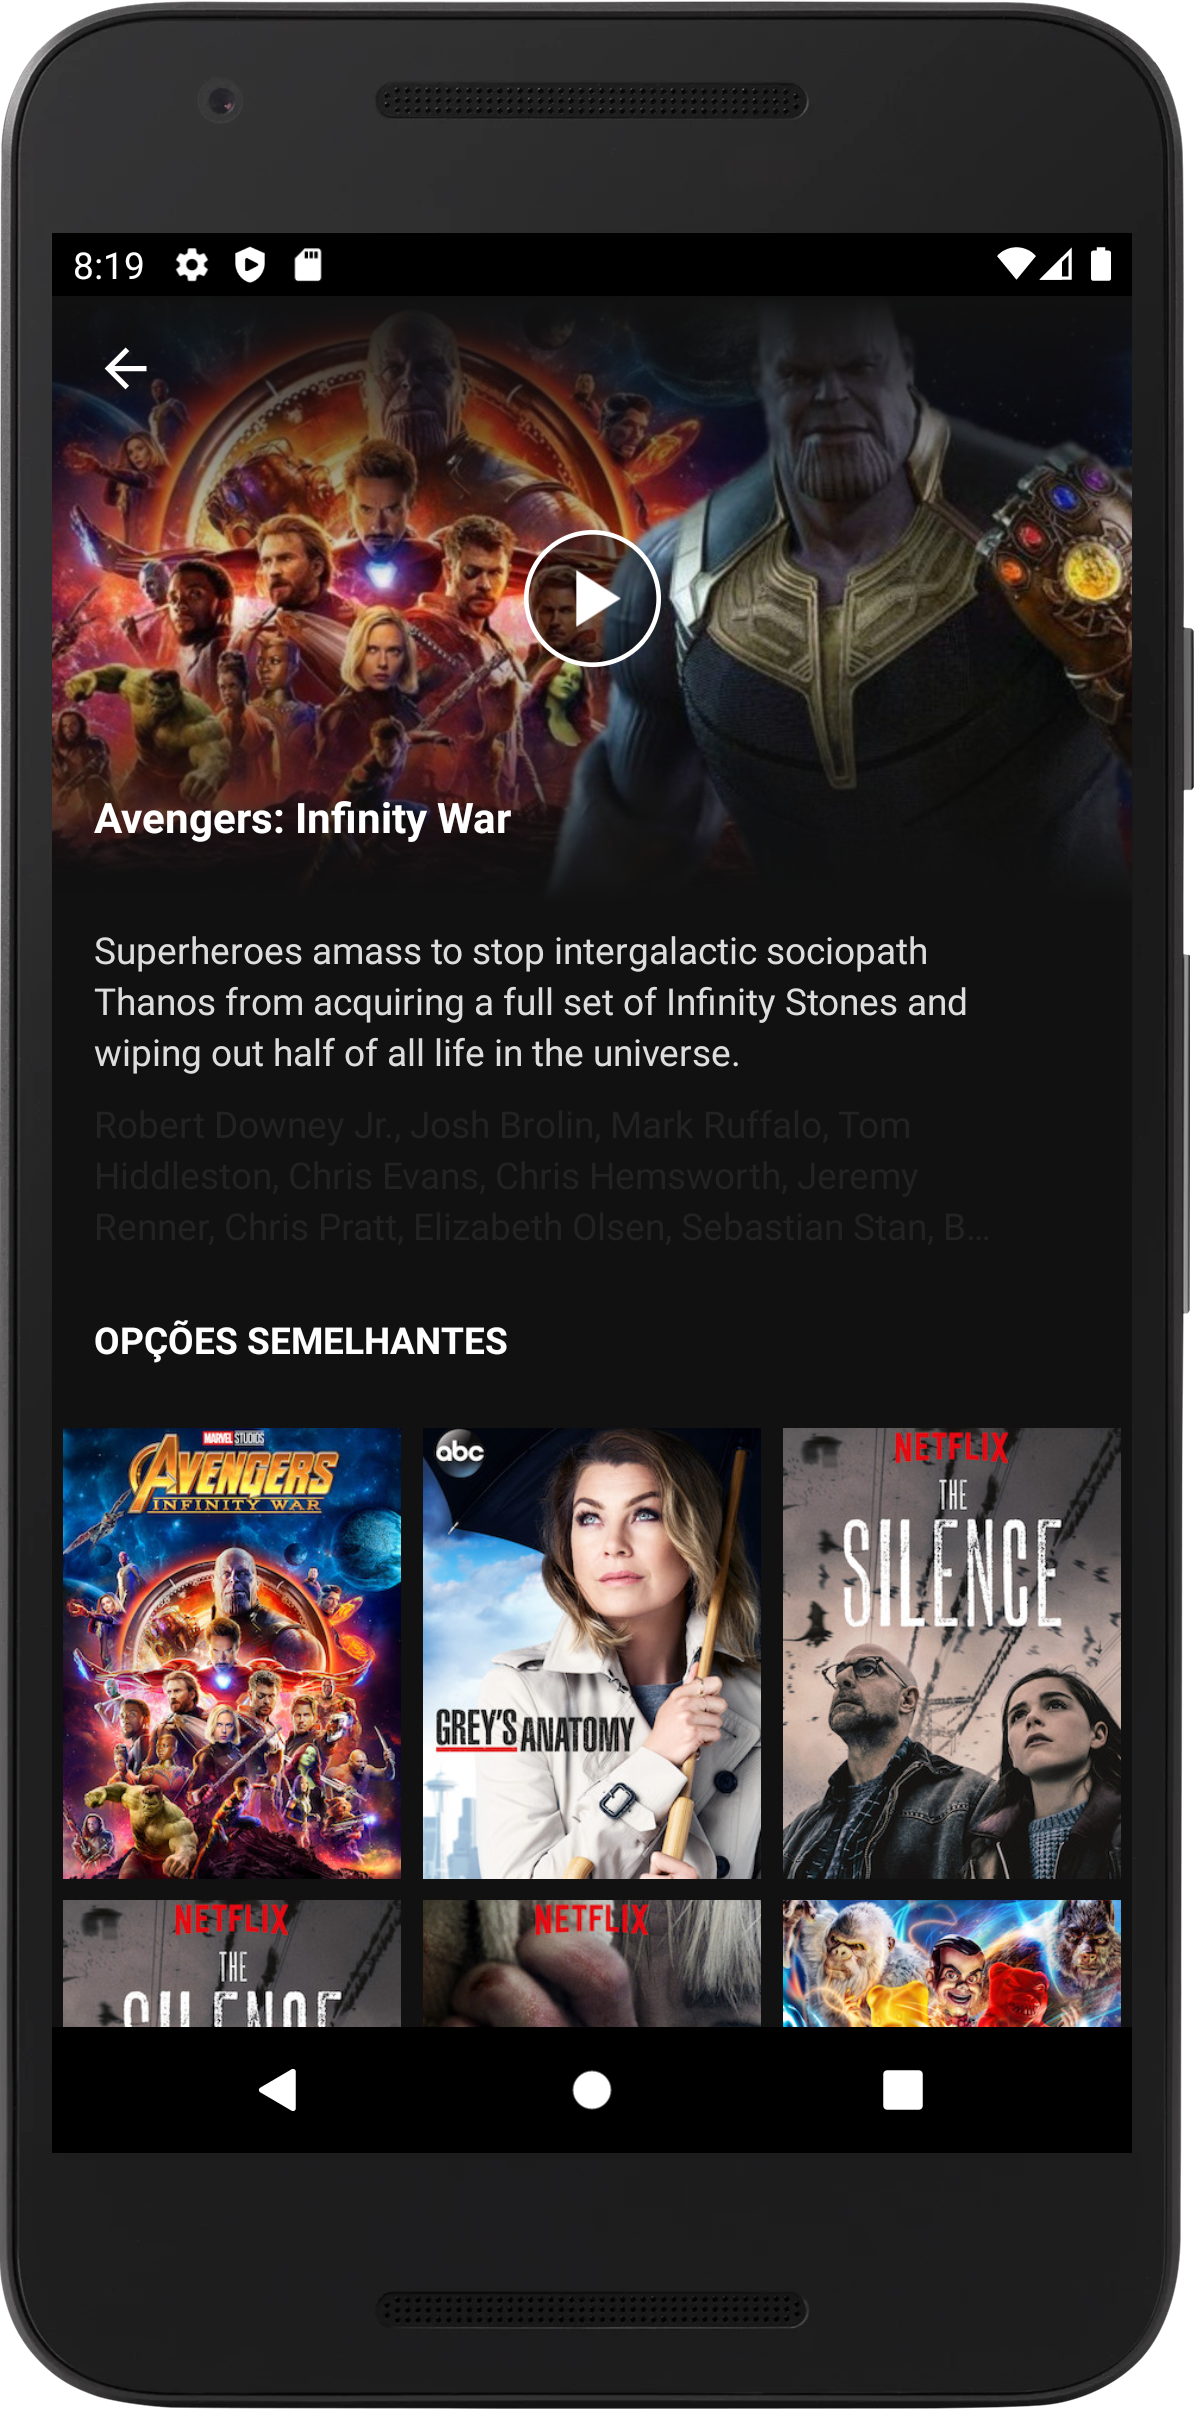 8:19
Avengers: Infinity War
Superheroes amass to stop intergalactic sociopath
Thanos from acquiring a full set of Infinity Stones and
wiping out half of all life in the universe.
Robert Downey Jr., Josh Brolin, Mark Ruffalo, Tom
Hiddleston, Chris Evans, Chris Hemsworth, Jeremy
Renner, Chris Pratt, Elizabeth Olsen, Sebastian Stan, B...
OPÇÕES SEMELHANTES
MARVEL STUDIOS
AVENGERS
INFINITY WAR
abc
GREY'S ANATOMY
NETFLIX
THE
SILENCE
NETFLIX
THE
SILENCE
NETFLIX